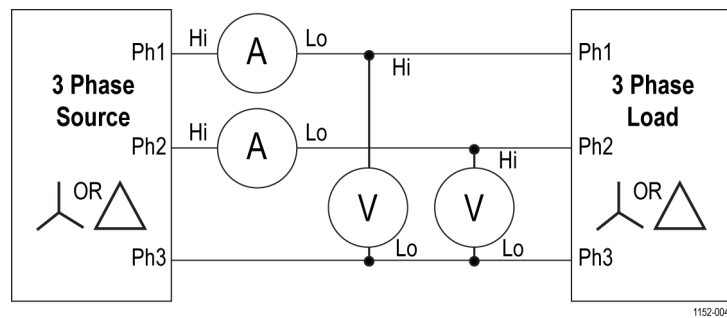 Ph1 Hi A Lo Hi Ph1
3 Phase
Source
3 Phase
Load
Ph2 Hi A Lo Hi Ph2
OR
V V
OR
Ph3 Lo Lo Ph3
1152-004